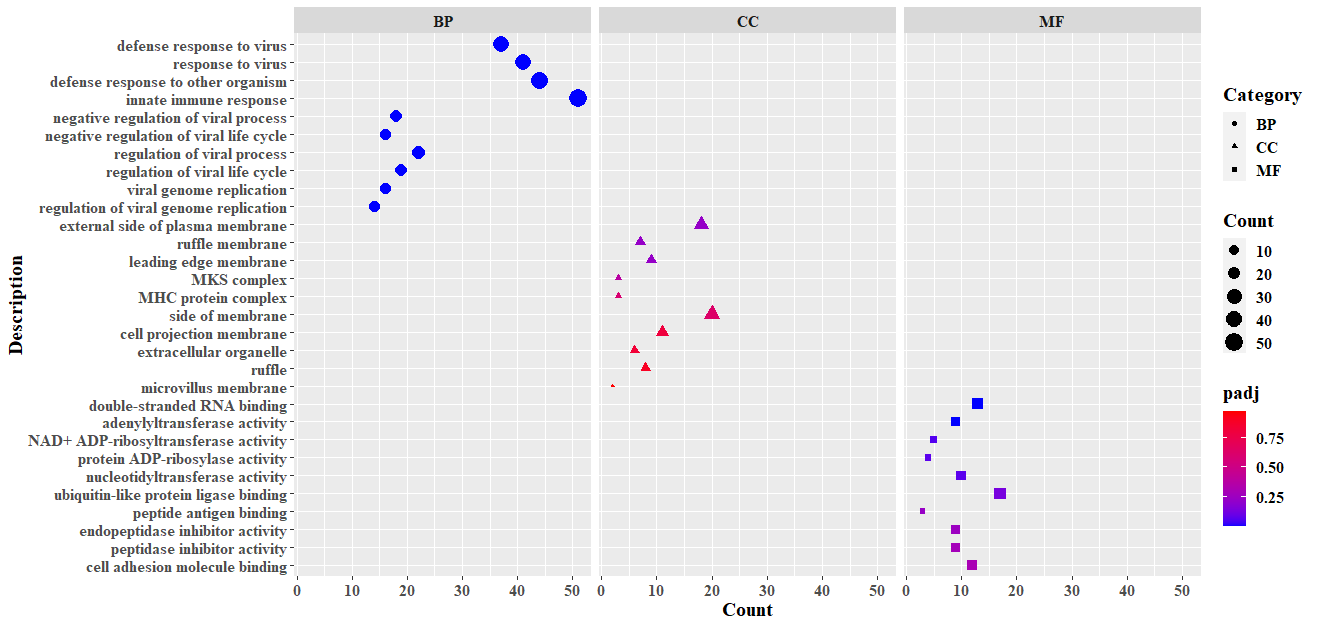 BP CC MF
defense response to virus
response to virus
defense response to other organism
innate immune response
negative regulation of viral process
negative regulation of viral life cycle
regulation of viral process
regulation of viral life cycle
viral genome replication
regulation of viral genome replication
external side of plasma membrane
ruffle membrane
leading edge membrane
MKS complex
MHC protein complex
side of membrane
cell projection membrane
extracellular organelle
ruffle
microvillus membrane
double-stranded RNA binding
adenylyltransferase activity
NAD+ ADP-ribosyltransferase activity
protein ADP-ribosylase activity
nucleotidyltransferase activity
ubiquitin-like protein ligase binding
peptide antigen binding
endopeptidase inhibitor activity
peptidase inhibitor activity
cell adhesion molecule binding
Description
0 10 20 30 40 50 0 10 20 30 40 50 0 10 20 30 40 50
Count
Category
BP
CC
MF
Count
10
20
30
40
50
padj
0.75
0.50
0.25